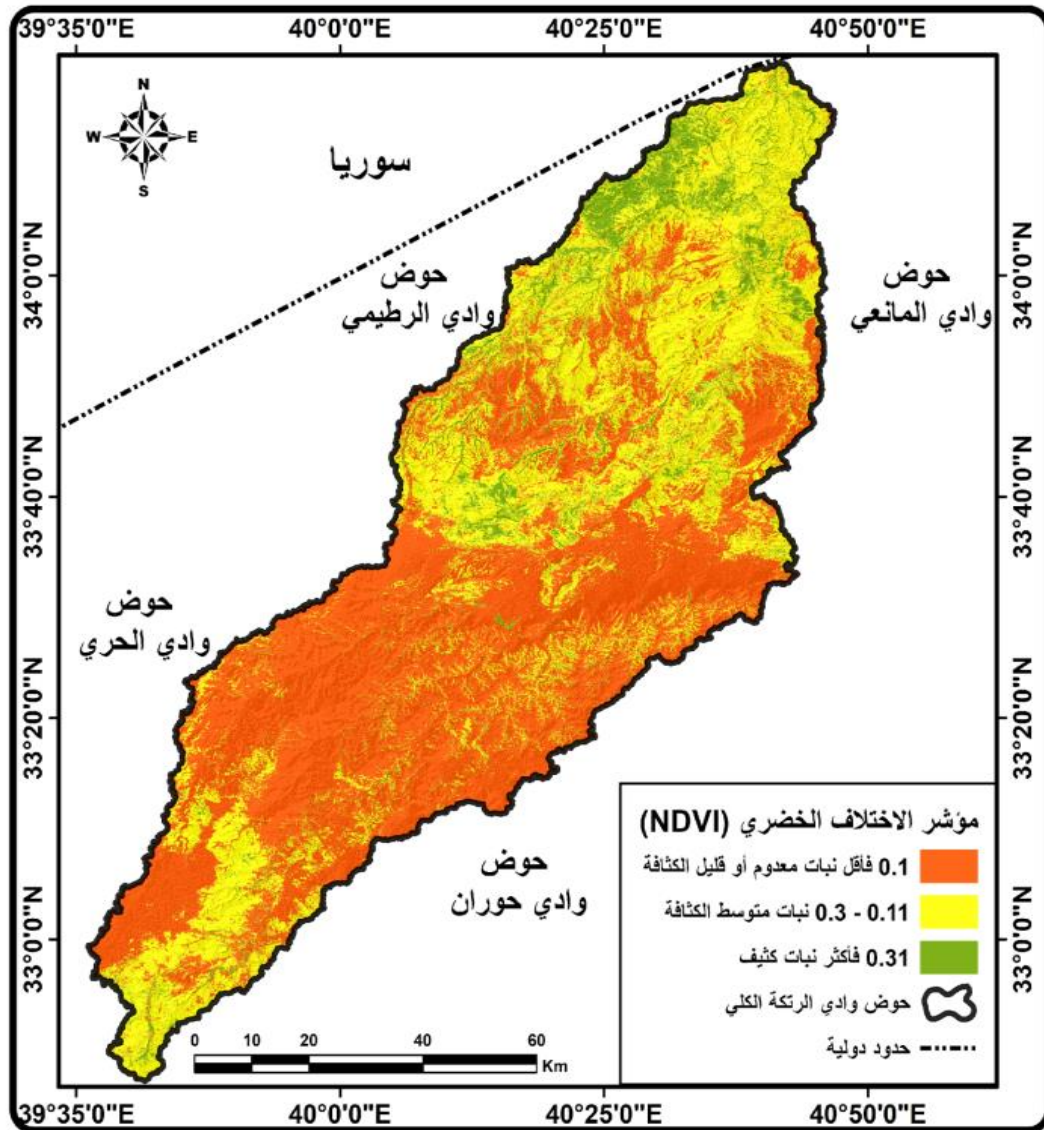 39°35'0"E 40°0'0"E 40°25'0"E 40°50'0"E
N
W E
S
سوريا
34°0'0"N
34°0'0"N
حوض
وادي الرطيمي
حوض
وادي المانعي
33°40'0"N
33°40'0"N
حوض
وادي الحري
33°20'0"N
33°20'0"N
حوض
وادي حوران
33°0'0"N
33°0'0"N
مؤشر الاختلاف الخضري (NDVI)
0.1 فأقل نبات معدوم أو قليل الكثافة
0.11 - 0.3 نبات متوسط الكثافة
0.31 فأكثر نبات كثيف
حوض وادي الرتكة الكلي
حدود دولية
0 10 20 40 60
Km
39°35'0"E 40°0'0"E 40°25'0"E 40°50'0"E